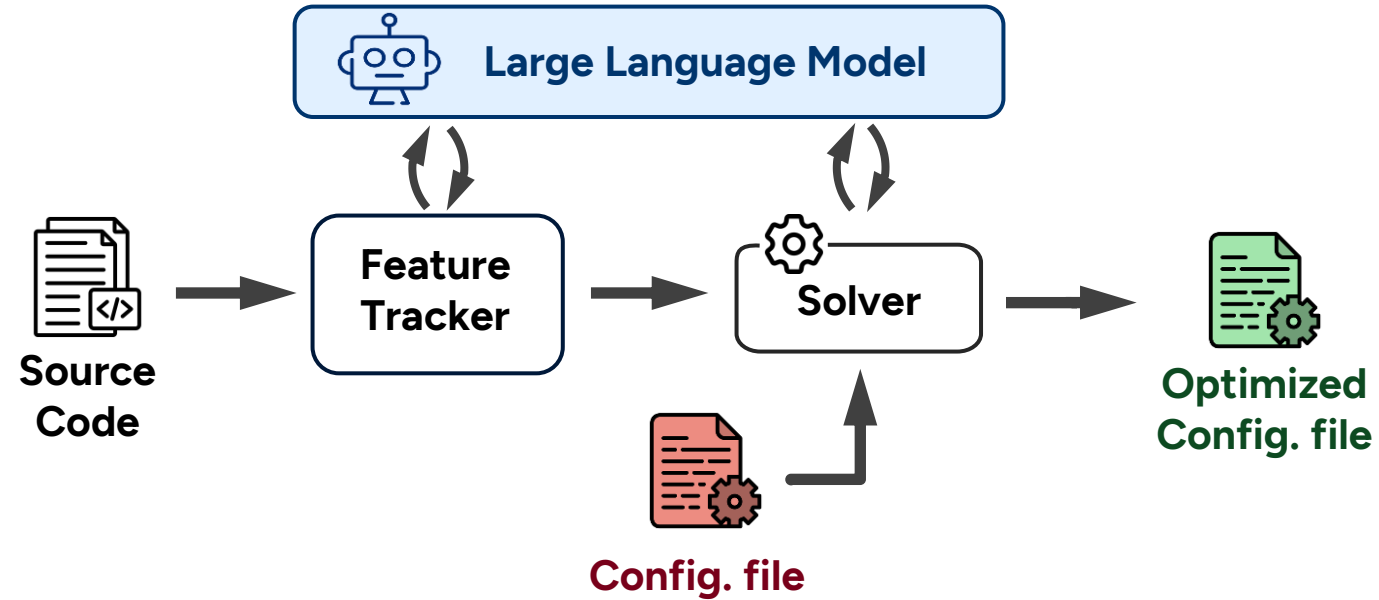 Large Language Model
Feature
Tracker
Solver
</>
Source
Code
Optimized
Config. file
Config. file